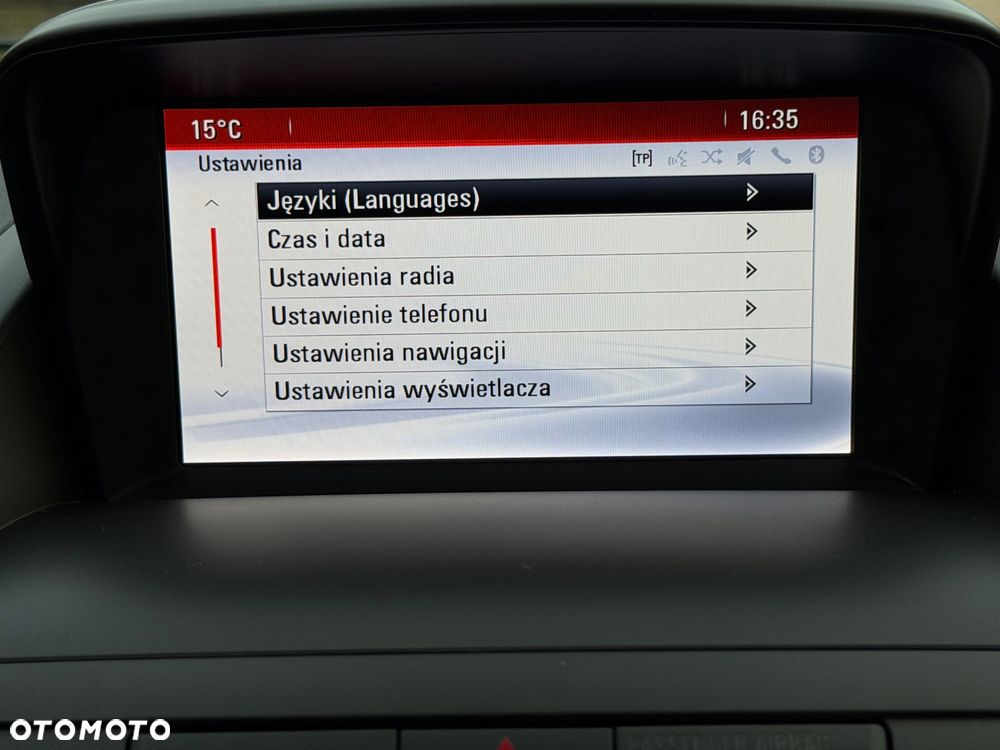 15°C 16:35
Ustawienia [TP]
Języki (Languages)
Czas i data
Ustawienia radia
Ustawienie telefonu
Ustawienia nawigacji
Ustawienia wyświetlacza
OTOMOTO